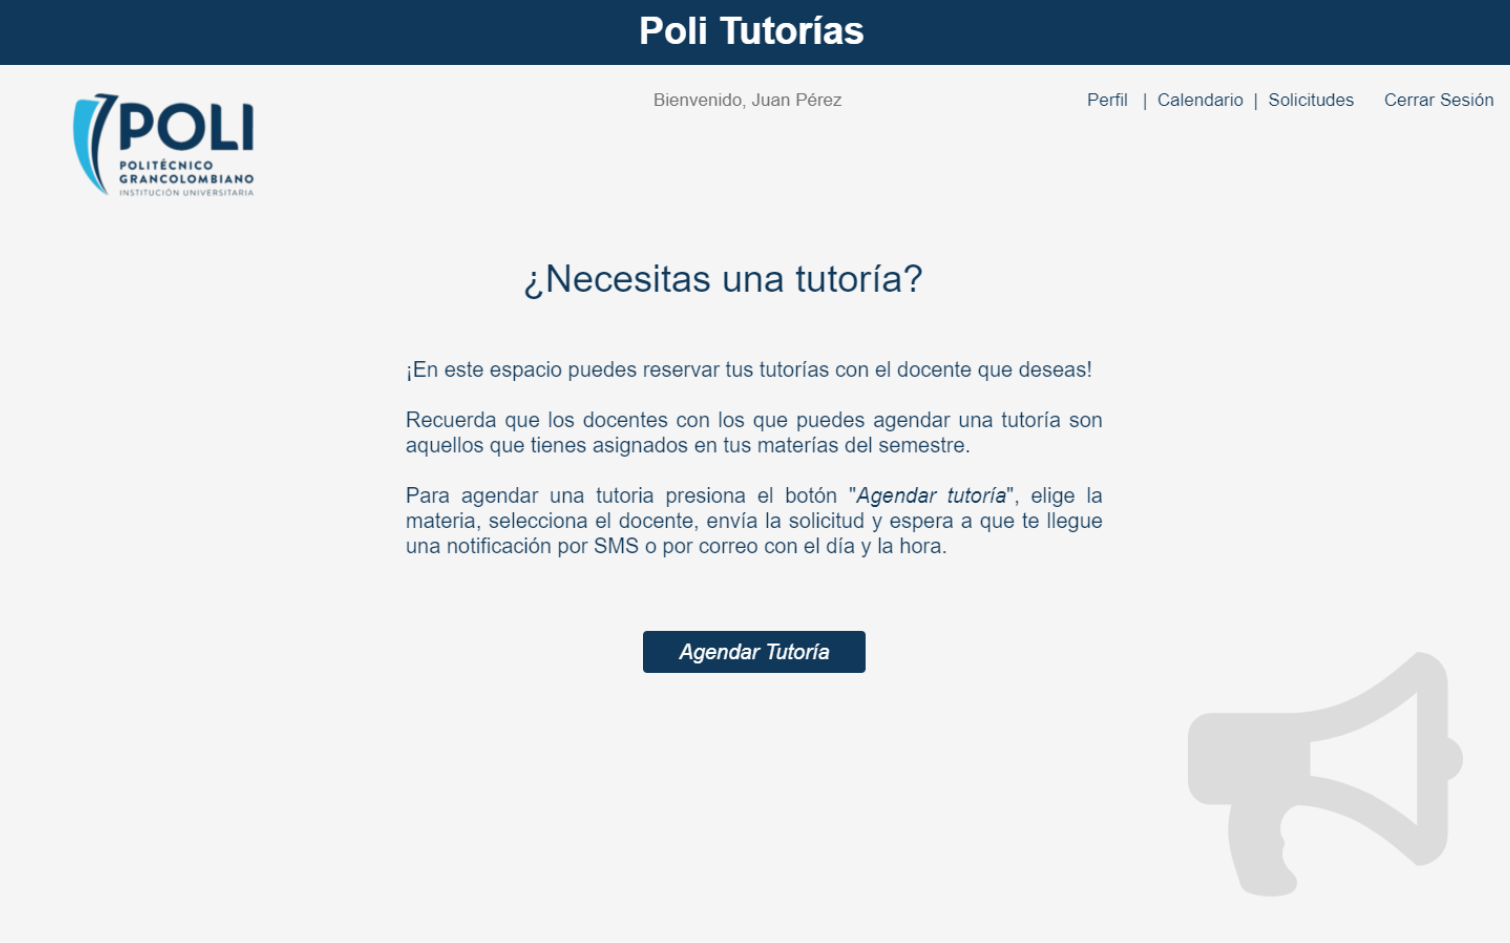 Poli Tutorías
Bienvenido, Juan Pérez
Perfil | Calendario | Solicitudes Cerrar Sesión
POLI
POLITÉCNICO
GRANCOLOMBIANO
INSTITUCIÓN UNIVERSITARIA
¿Necesitas una tutoría?
¡En este espacio puedes reservar tus tutorías con el docente que deseas!
Recuerda que los docentes con los que puedes agendar una tutoría son
aquellos que tienes asignados en tus materías del semestre.
Para agendar una tutoria presiona el botón "Agendar tutoría", elige la
materia, selecciona el docente, envía la solicitud y espera a que te llegue
una notificación por SMS o por correo con el día y la hora.
Agendar Tutoría